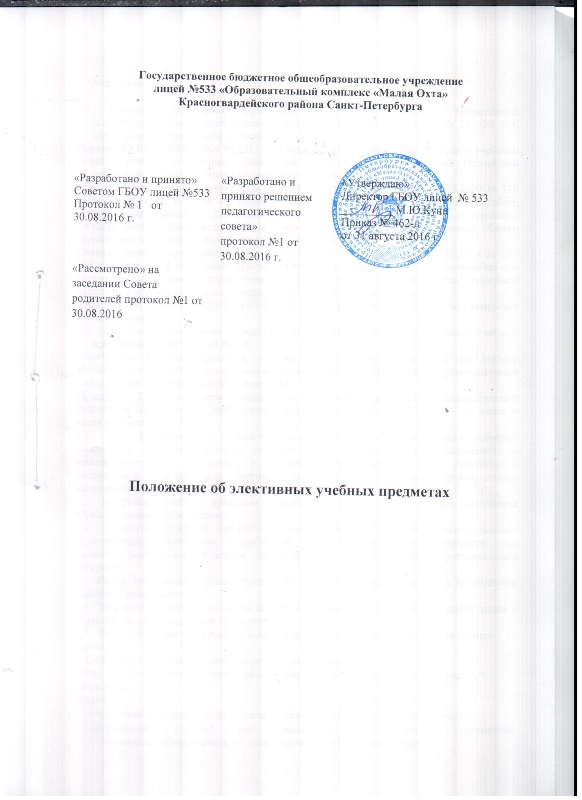 Государственное бюджетное общеобразовательное учреждение
лицей №533 «Образовательный комплекс «Малая Охта»
Красногвардейского района Санкт-Петербурга
«Разработано и принято»
Советом ГБОУ лицей №533
Протокол № 1 от
30.08.2016 г.
«Рассмотрено» на
заседании Совета
родителей протокол №1 от
30.08.2016
«Разработано и
принято решением
педагогического
совета»
протокол №1 от
30.08.2016 г.
«Утверждаю»
Директор ГБОУ лицей № 533
М.Ю.Куна
Приказ № 462-д
от 31 августа 2016 г.
Положение об элективных учебных предметах